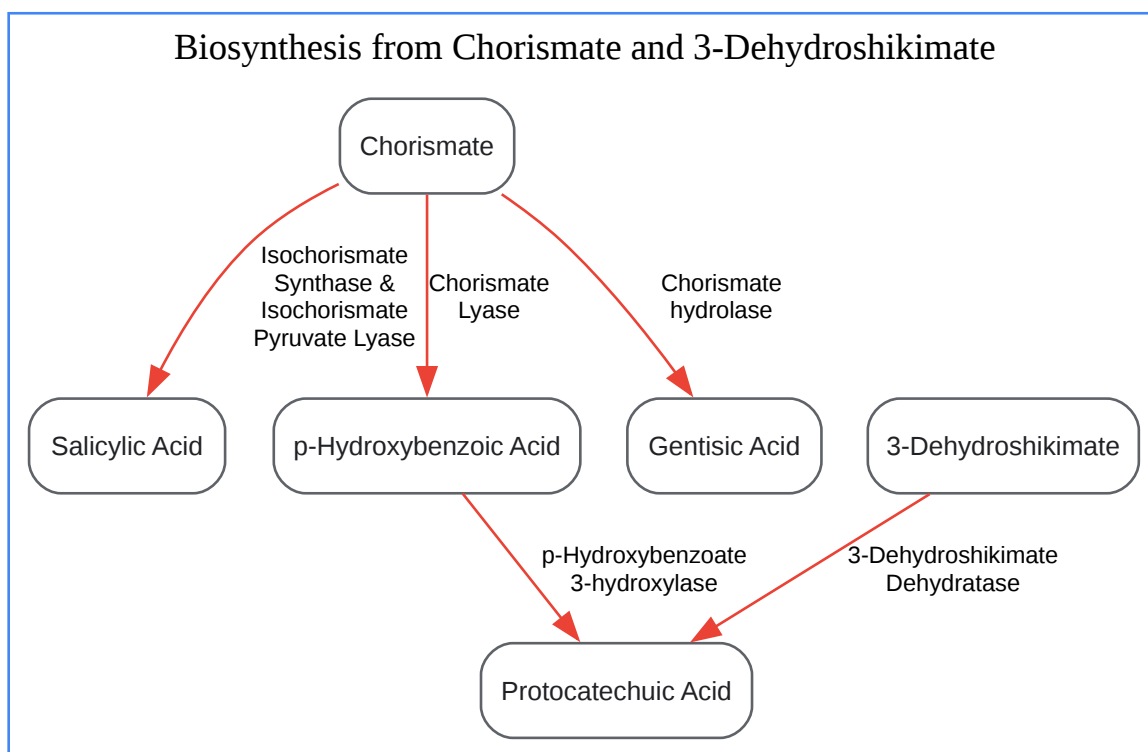 Biosynthesis from Chorismate and 3-Dehydroshikimate
Chorismate
Isochorismate
Synthase &
Isochorismate
Pyruvate Lyase
Chorismate
Lyase
Chorismate
hydrolase
Salicylic Acid
p-Hydroxybenzoic Acid
Gentisic Acid
3-Dehydroshikimate
p-Hydroxybenzoate
3-hydroxylase
3-Dehydroshikimate
Dehydratase
Protocatechuic Acid